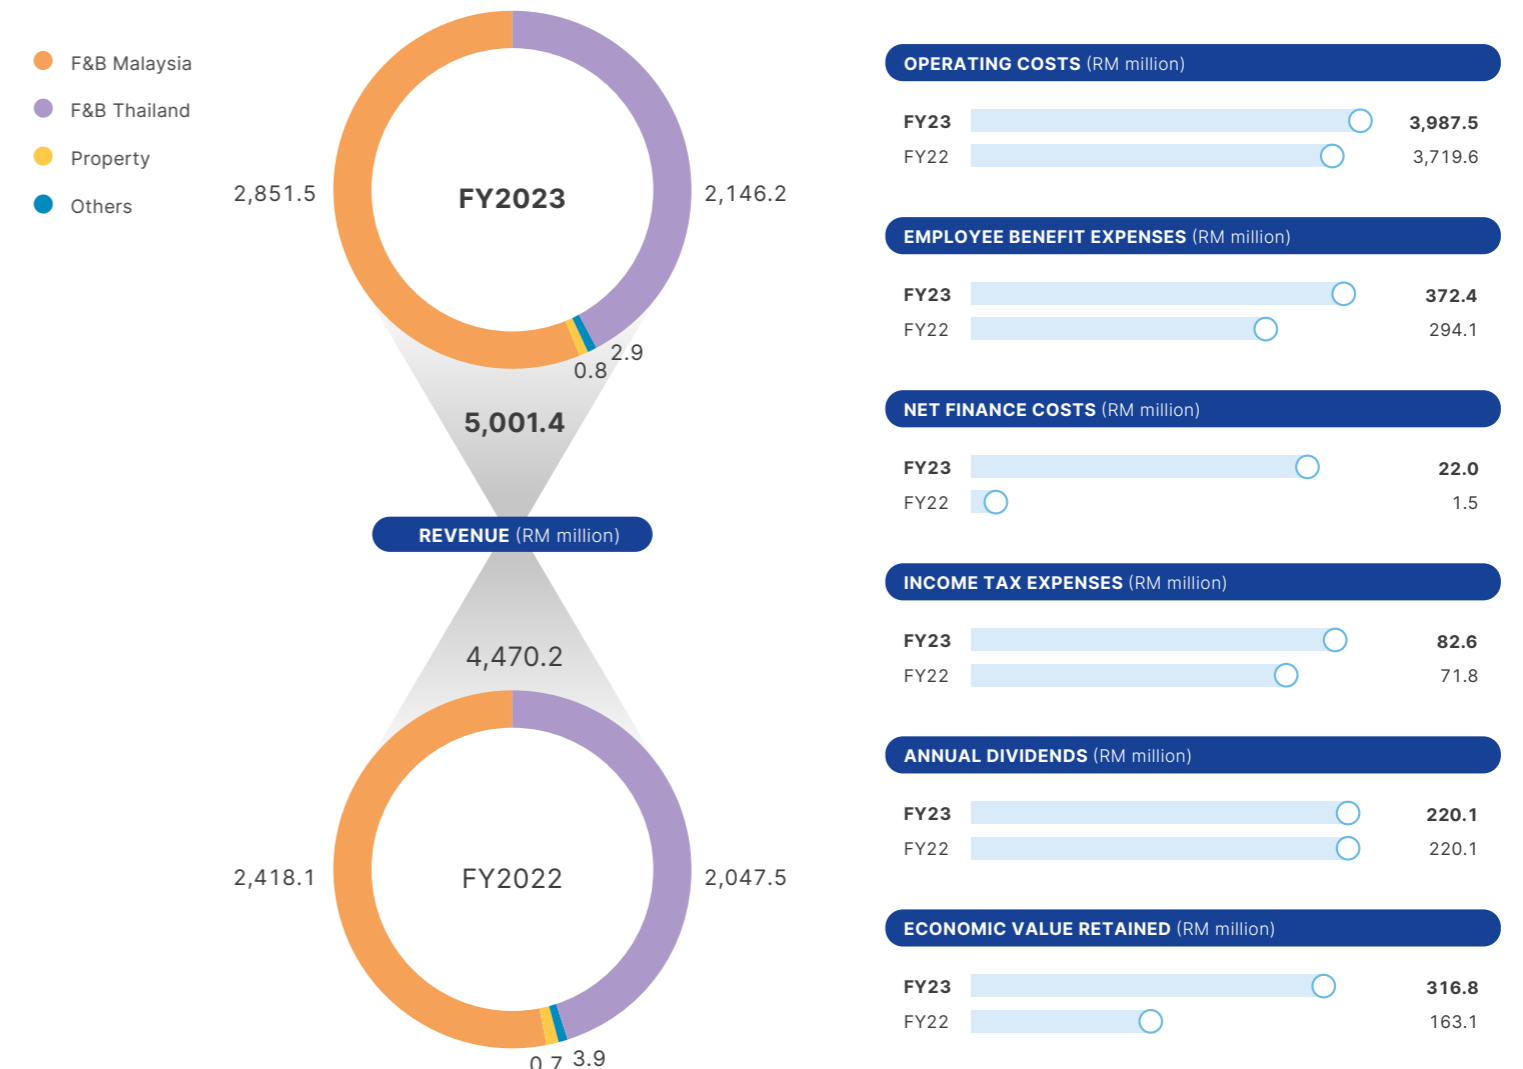 F&B Malaysia
F&B Thailand
Property
Others
2,851.5
FY2023
2,146.2
2.9
0.8
5,001.4
REVENUE (RM million)
4,470.2
2,418.1
FY2022
2,047.5
0.7
3.9
OPERATING COSTS (RM million)
FY23 3,987.5
FY22 3,719.6
EMPLOYEE BENEFIT EXPENSES (RM million)
FY23 372.4
FY22 294.1
NET FINANCE COSTS (RM million)
FY23 22.0
FY22 1.5
INCOME TAX EXPENSES (RM million)
FY23 82.6
FY22 71.8
ANNUAL DIVIDENDS (RM million)
FY23 220.1
FY22 220.1
ECONOMIC VALUE RETAINED (RM million)
FY23 316.8
FY22 163.1